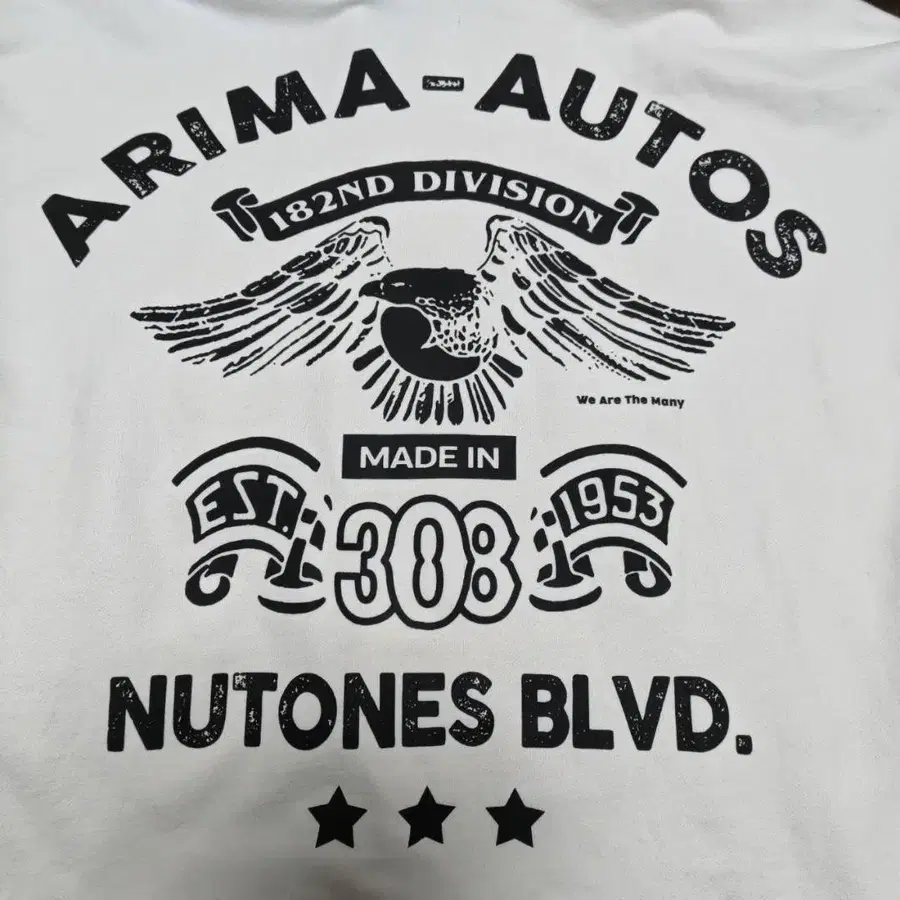 ARIMA-AUTOS
182ND DIVISION
We Are The Many
MADE IN
EST. 308 1953
NUTONES BLVD.